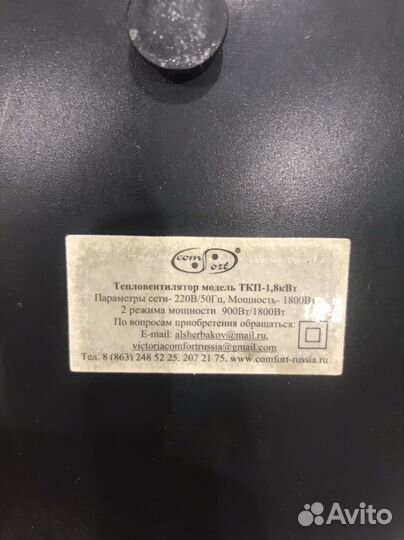 com fort
Тепловентилятор модель ТКП-1,8кВт
Параметры сети- 220В/50Гц, Мощность- 1800Вт
2 режима мощности 900Вт/1800Вт
По вопросам приобретения обращаться:
E-mail: alsherbakov@mail.ru,
victoriacomfortrussia@gmail.com
Тел. 8 (863) 248 52 25, 207 21 75, www.comfort-russia.ru
Avito